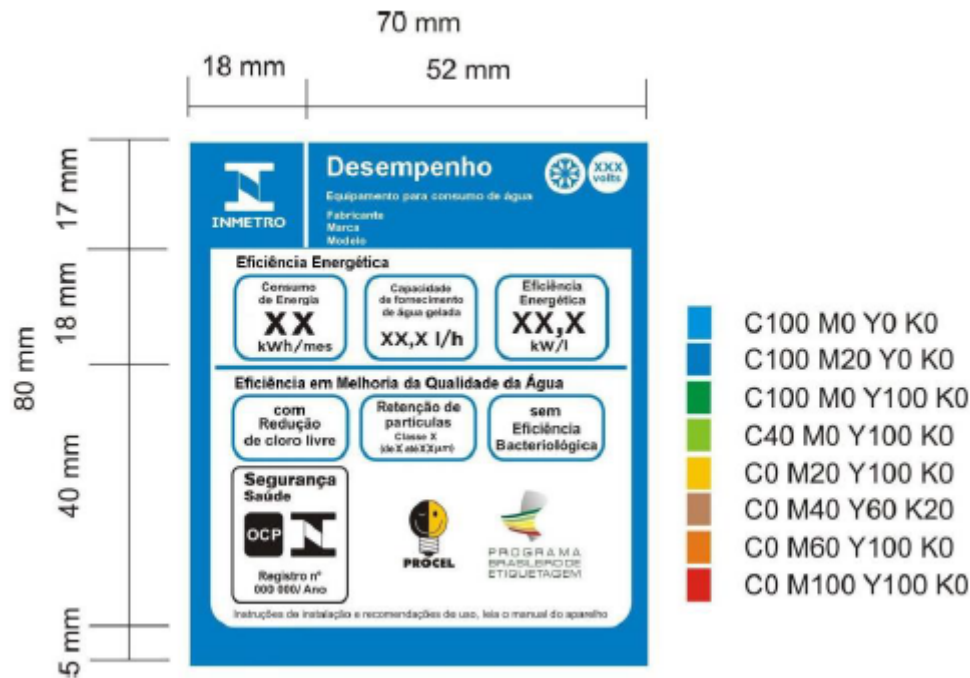 70 mm
18 mm
52 mm
17 mm
18 mm
80 mm
40 mm
5 mm
INMETRO
Desempenho
XXX
volts
Equipamento para consumo de água
Fabricante
Marca
Modelo
Eficiência Energética
Consumo
de Energia
XX
kWh/mes
Capacidade
de fornecimento
de água gelada
XX,X l/h
Eficiência
Energética
XX,X
kW/l
Eficiência em Melhoria da Qualidade da Água
com
Redução
de cloro livre
Retenção de
partículas
Classe X
(de X até XX µm)
sem
Eficiência
Bacteriológica
Segurança
Saúde
OCP
Registro nº
000 000/ Ano
PROCEL
PROGRAMA
BRASILEIRO DE
ETIQUETAGEM
Instruções de instalação e recomendações de uso, leia o manual do aparelho
C100 M0 Y0 K0
C100 M20 Y0 K0
C100 M0 Y100 K0
C40 M0 Y100 K0
C0 M20 Y100 K0
C0 M40 Y60 K20
C0 M60 Y100 K0
C0 M100 Y100 K0